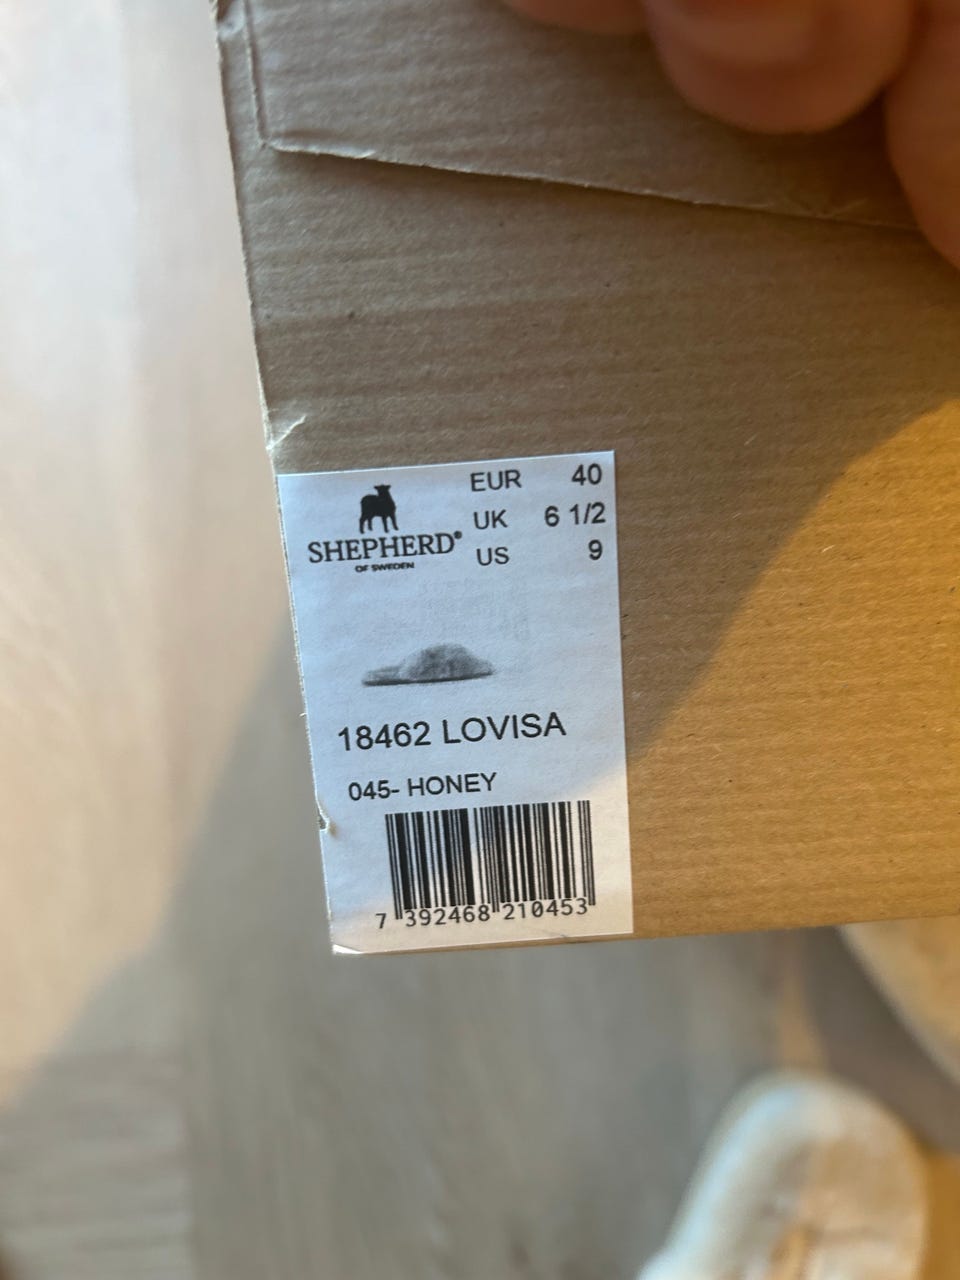 EUR 40
UK 6 1/2
US 9
SHEPHERD®
OF SWEDEN
18462 LOVISA
045- HONEY
7 392468 210453